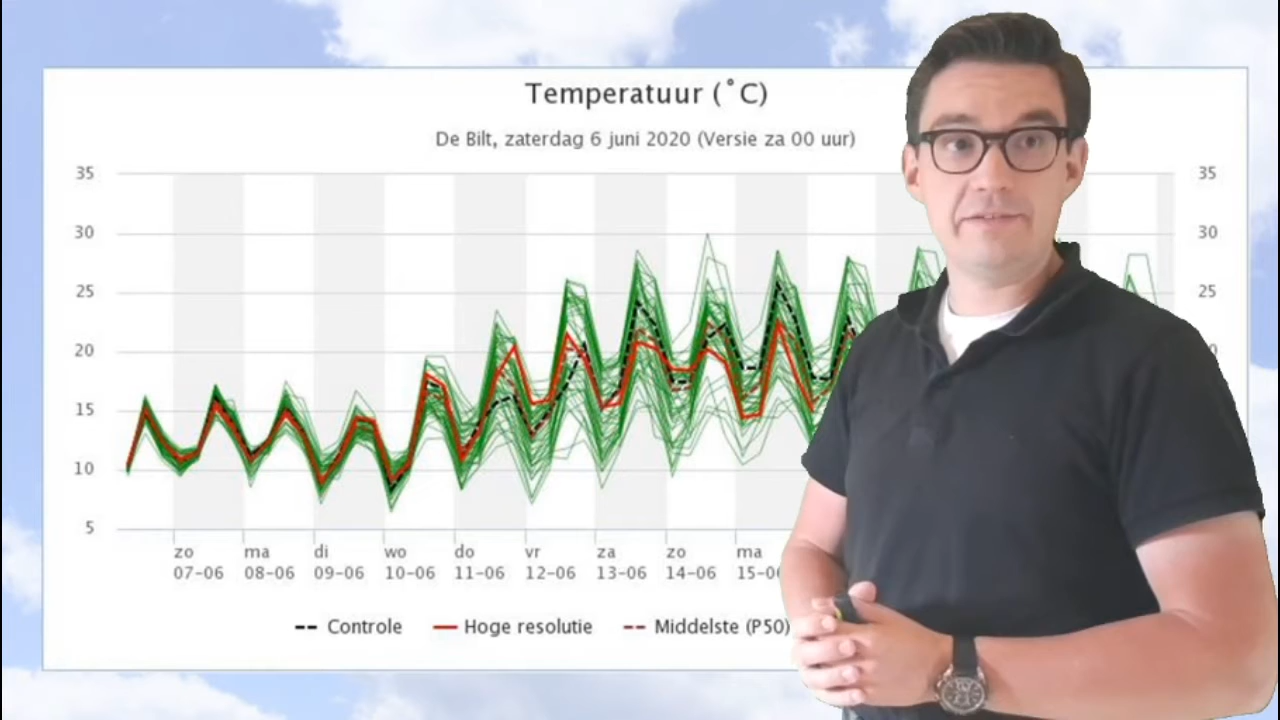 Temperatuur (˚C)
De Bilt, zaterdag 6 juni 2020 (Versie za 00 uur)
35 35
30 30
25 25
20
15
10
5
zo ma di wo do vr za zo ma
07-06 08-06 09-06 10-06 11-06 12-06 13-06 14-06
Controle Hoge resolutie Middelste (P50)